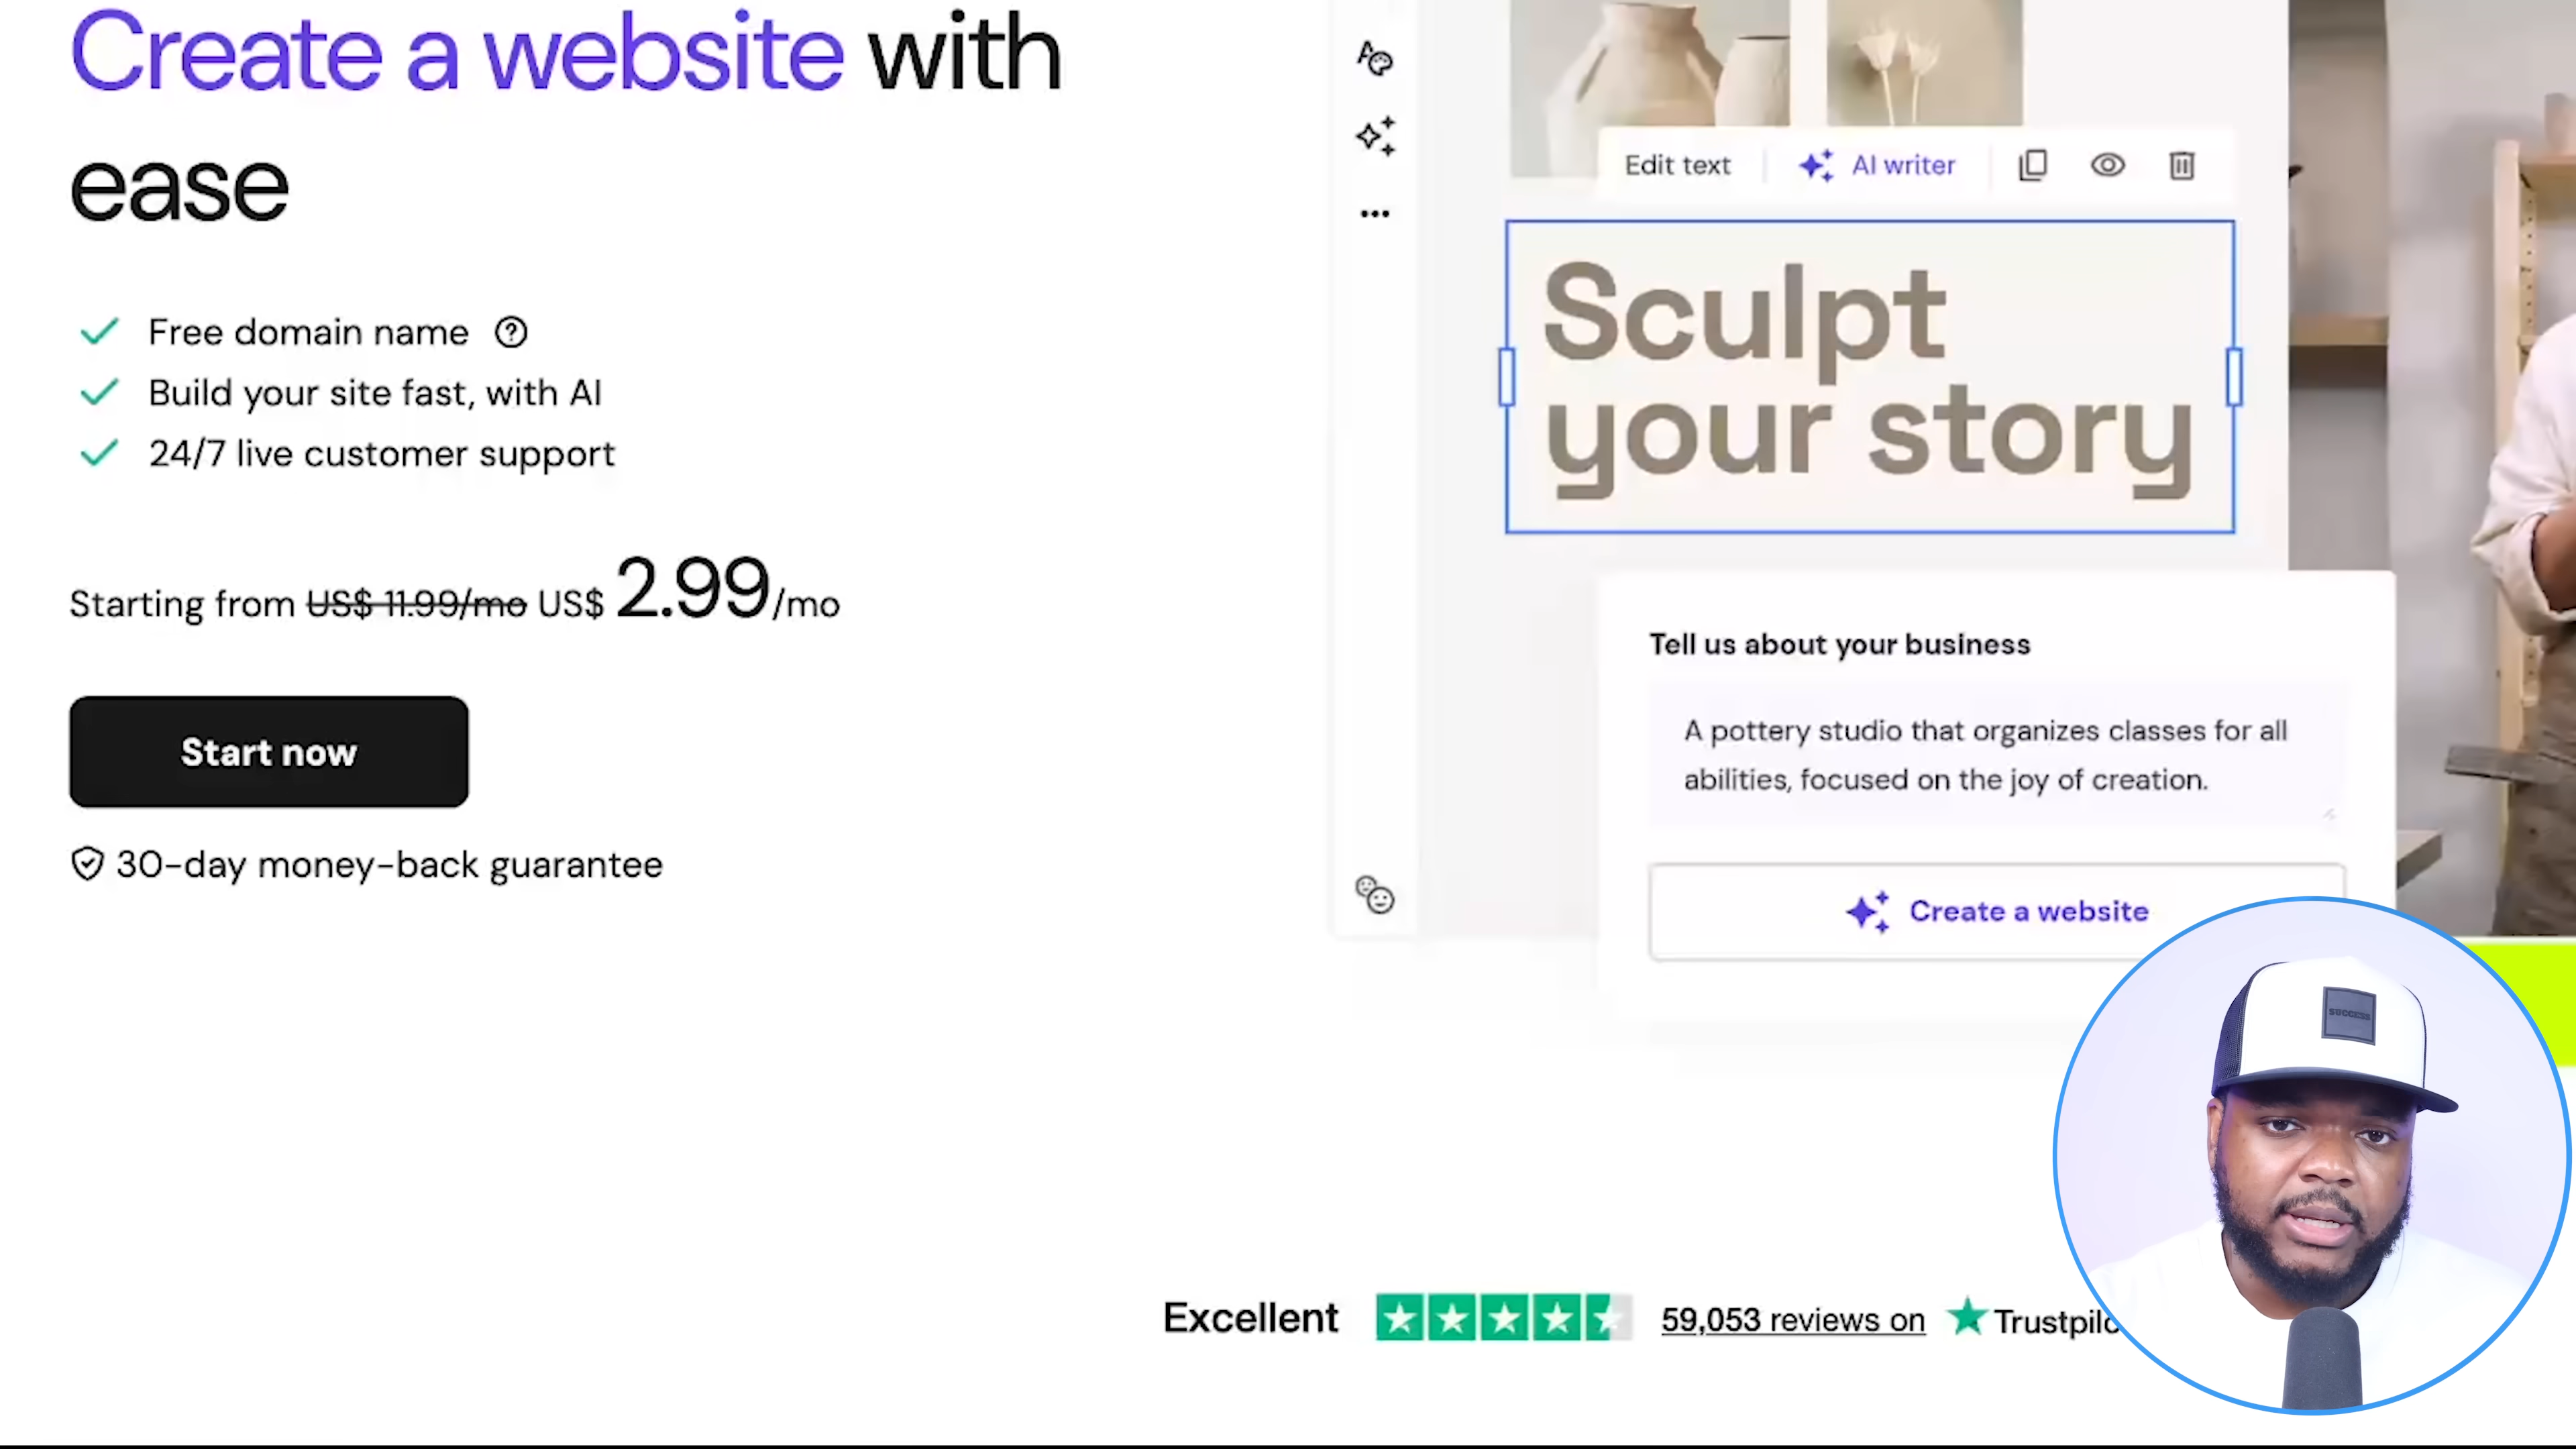 Create a website with
ease
Free domain name
Build your site fast, with AI
24/7 live customer support
Starting from US$ 11.99/mo US$ 2.99/mo
Start now
30-day money-back guarantee
Edit text
AI writer
Sculpt
your story
Tell us about your business
A pottery studio that organizes classes for all
abilities, focused on the joy of creation.
Create a website
SUCCESS
Excellent
59,053 reviews on
Trustpilo